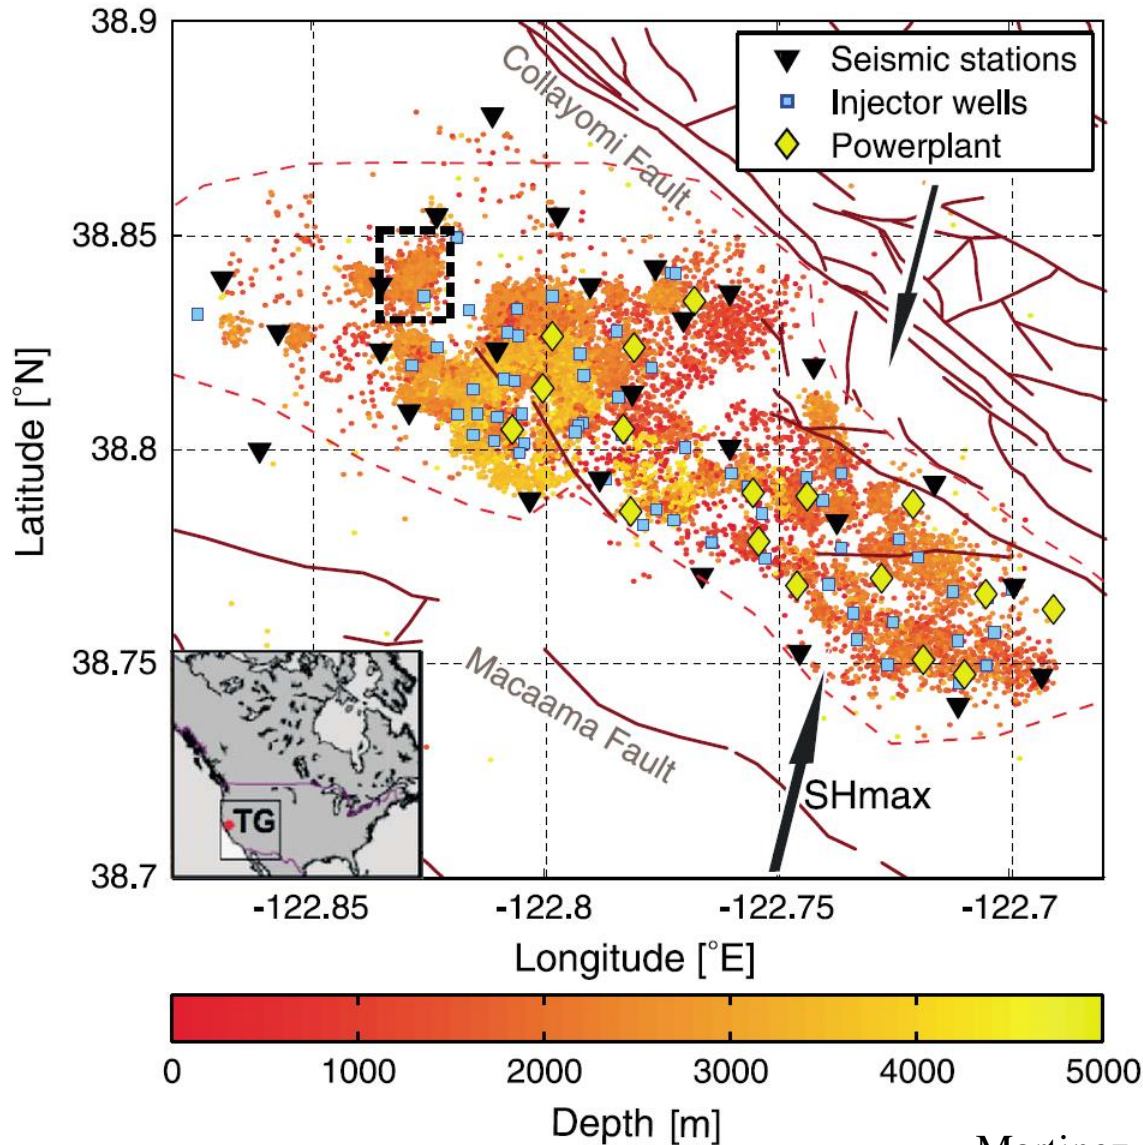 38.9
38.85
38.8
38.75
38.7
Latitude [°N]
Seismic stations
Injector wells
Powerplant
Collayomi Fault
Macaama Fault
SHmax
TG
-122.85
-122.8
-122.75
-122.7
Longitude [°E]
0
1000
2000
3000
4000
5000
Depth [m]